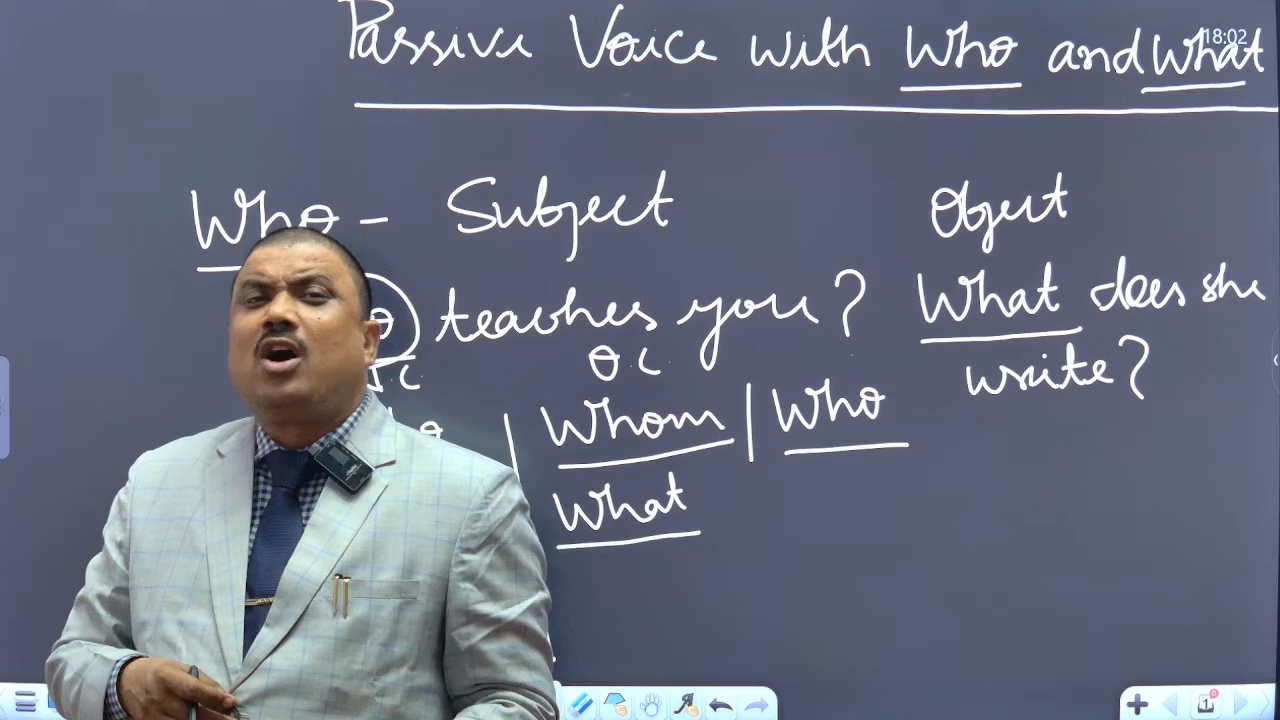 Passive Voice with Who and What
18:02
Who - Subject Object
teaches you? What does she
o c write?
Whom | Who
What
1